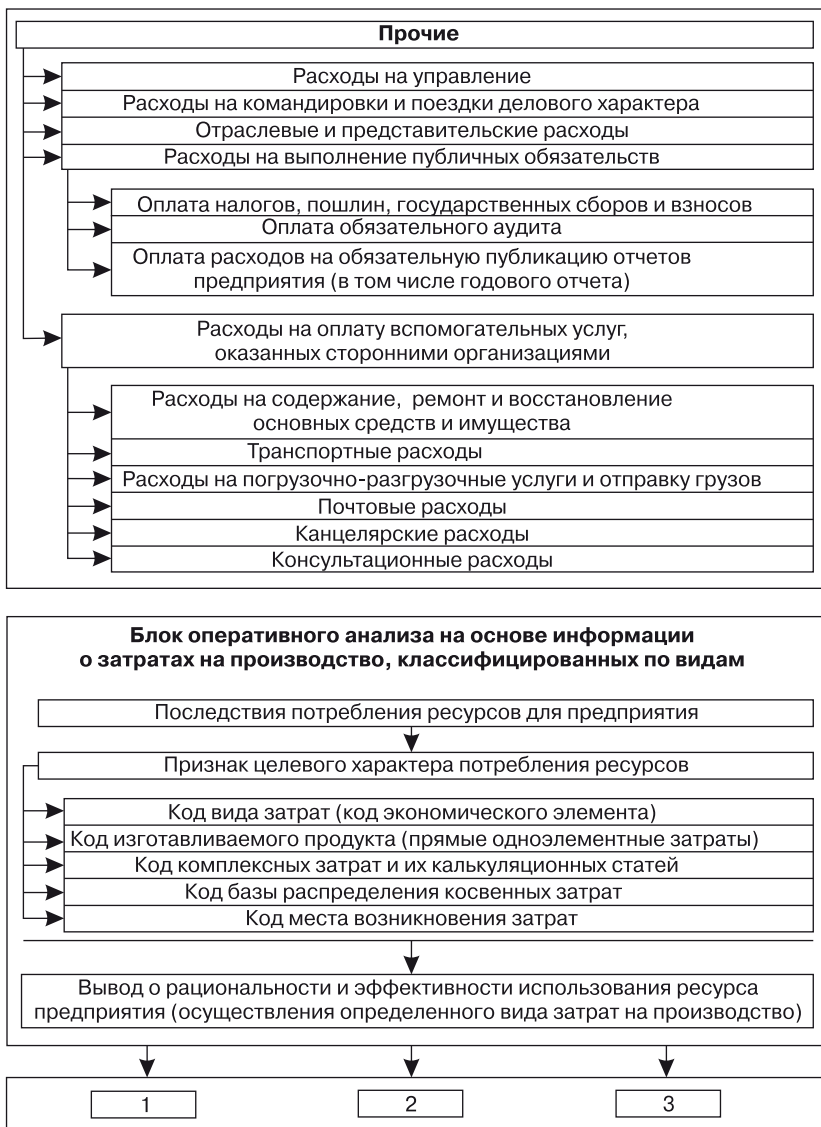 Прочие
Расходы на управление
Расходы на командировки и поездки делового характера
Отраслевые и представительские расходы
Расходы на выполнение публичных обязательств
Оплата налогов, пошлин, государственных сборов и взносов
Оплата обязательного аудита
Оплата расходов на обязательную публикацию отчетов
предприятия (в том числе годового отчета)
Расходы на оплату вспомогательных услуг,
оказанных сторонними организациями
Расходы на содержание, ремонт и восстановление
основных средств и имущества
Транспортные расходы
Расходы на погрузочно-разгрузочные услуги и отправку грузов
Почтовые расходы
Канцелярские расходы
Консультационные расходы
Блок оперативного анализа на основе информации
о затратах на производство, классифицированных по видам
Последствия потребления ресурсов для предприятия
Признак целевого характера потребления ресурсов
Код вида затрат (код экономического элемента)
Код изготавливаемого продукта (прямые одноэлементные затраты)
Код комплексных затрат и их калькуляционных статей
Код базы распределения косвенных затрат
Код места возникновения затрат
Вывод о рациональности и эффективности использования ресурса
предприятия (осуществления определенного вида затрат на производство)
1 2 3